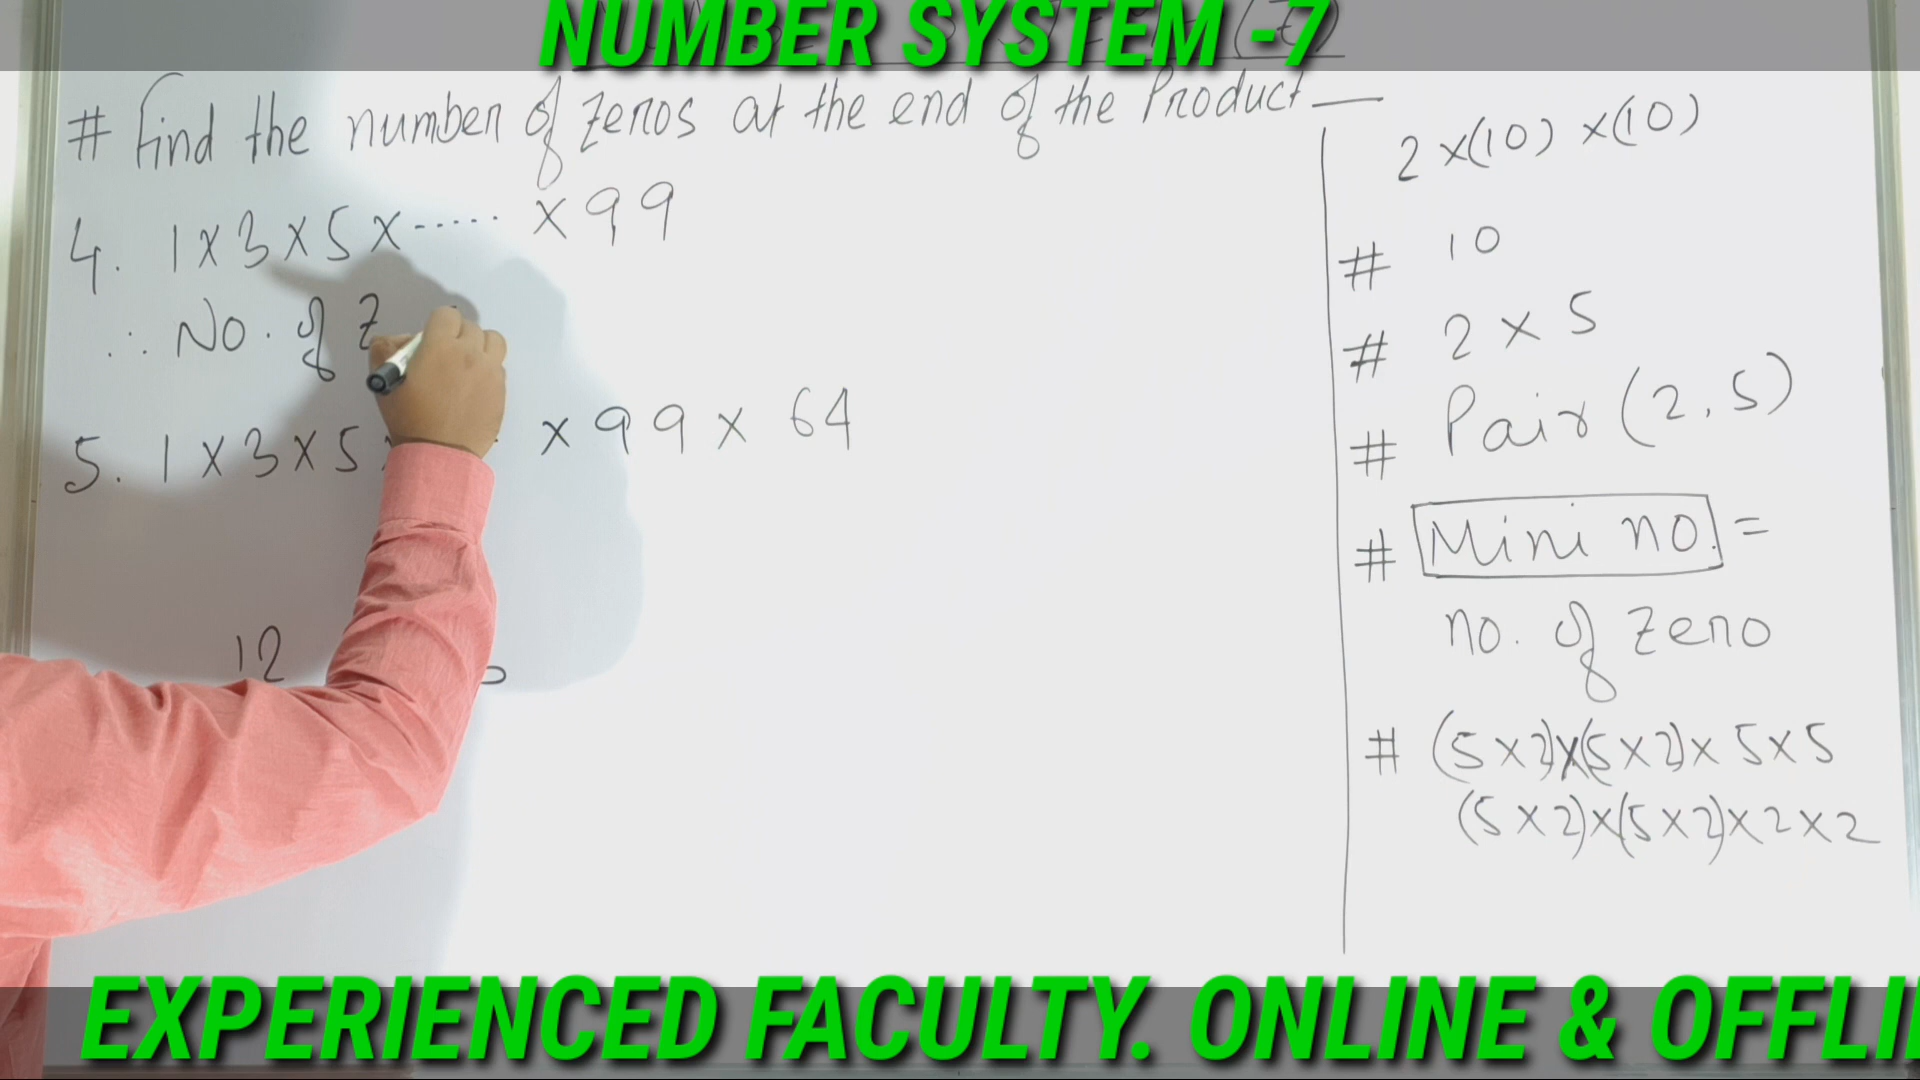 NUMBER SYSTEM -7
# Find the number of zeros at the end of the Product —
4. 1 x 3 x 5 x ..... x 99
∴ No. of Z
5. 1 x 3 x 5 x 99 x 64
12
2 x (10) x (10)
# 10
# 2 x 5
# Pair (2, 5)
# Mini no. =
no. of zero
# (5 x 2) x (5 x 2) x 5 x 5
(5 x 2) x (5 x 2) x 2 x 2
EXPERIENCED FACULTY. ONLINE & OFFLI